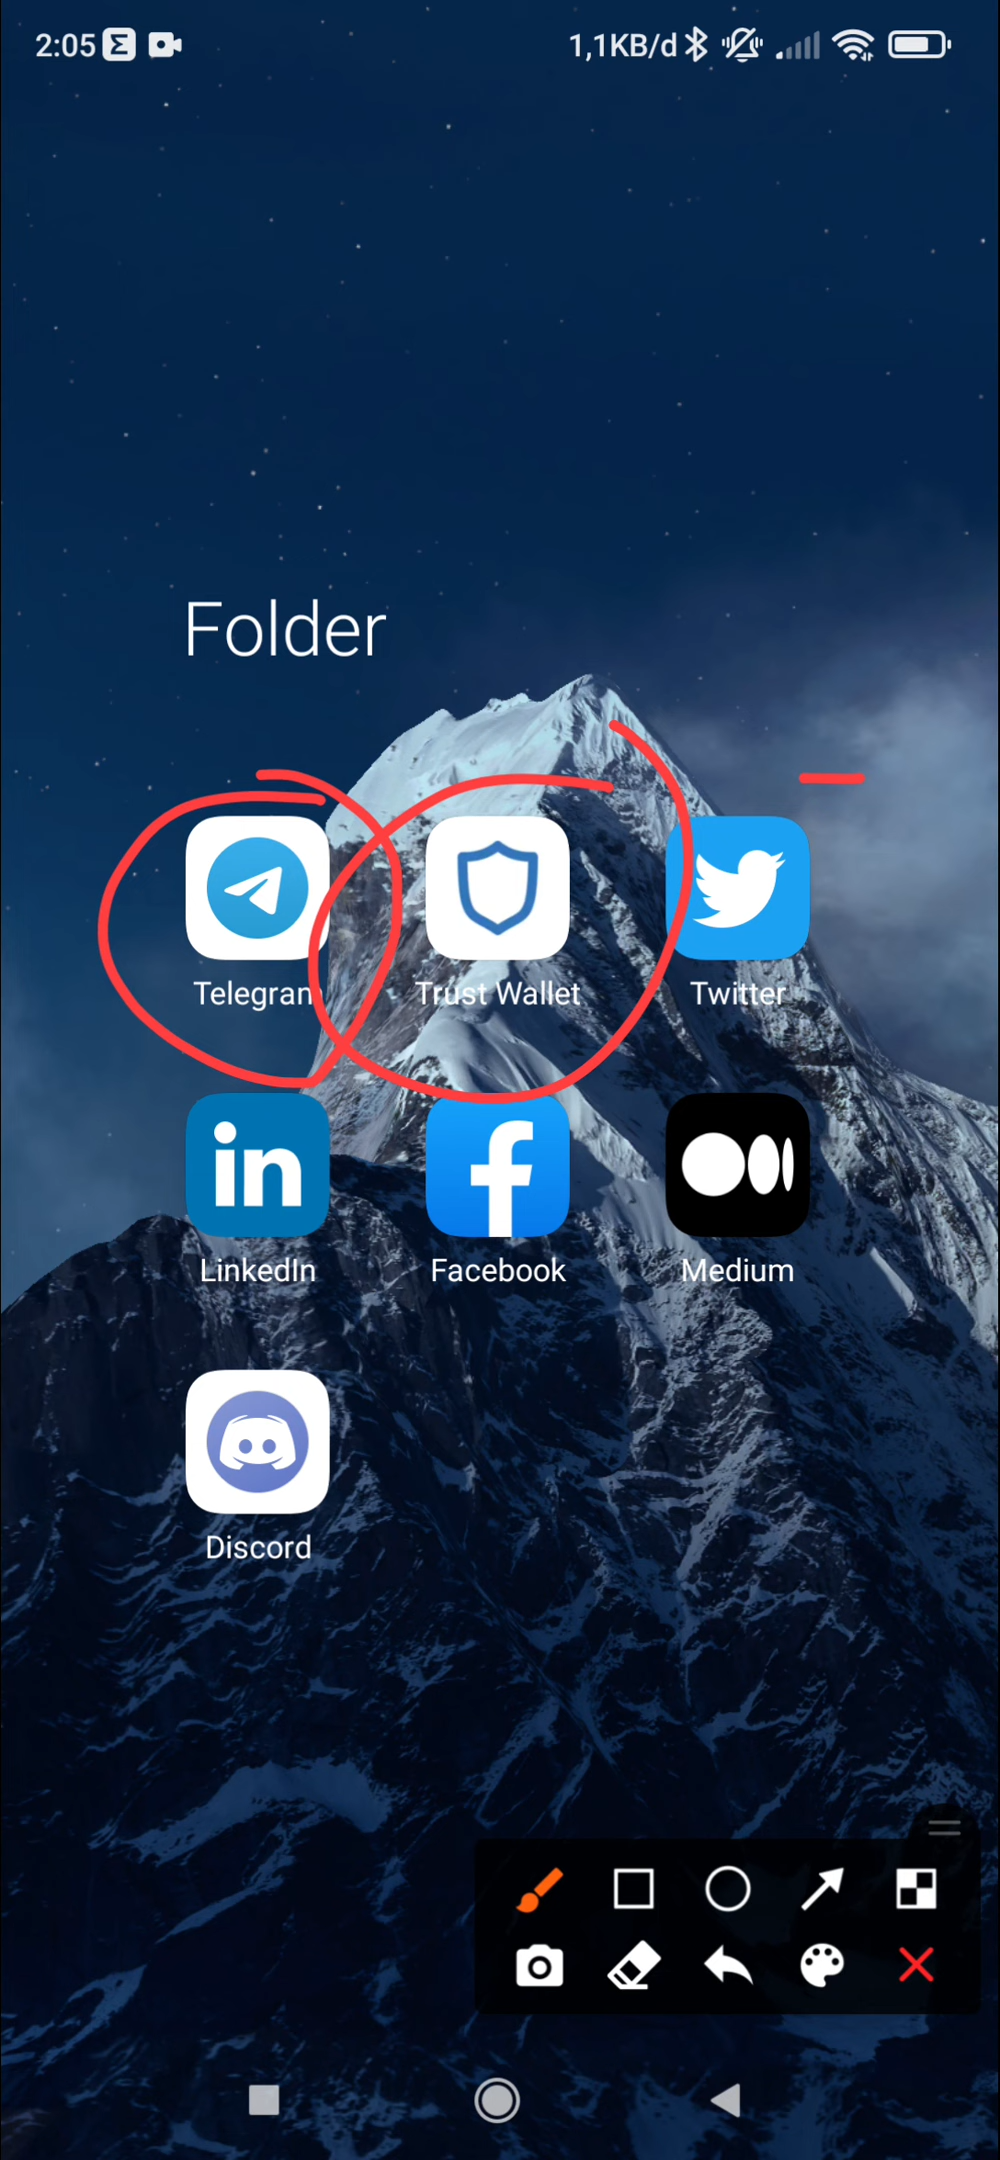 2:05 1,1KB/d
Folder
Telegram Trust Wallet Twitter
LinkedIn Facebook Medium
Discord